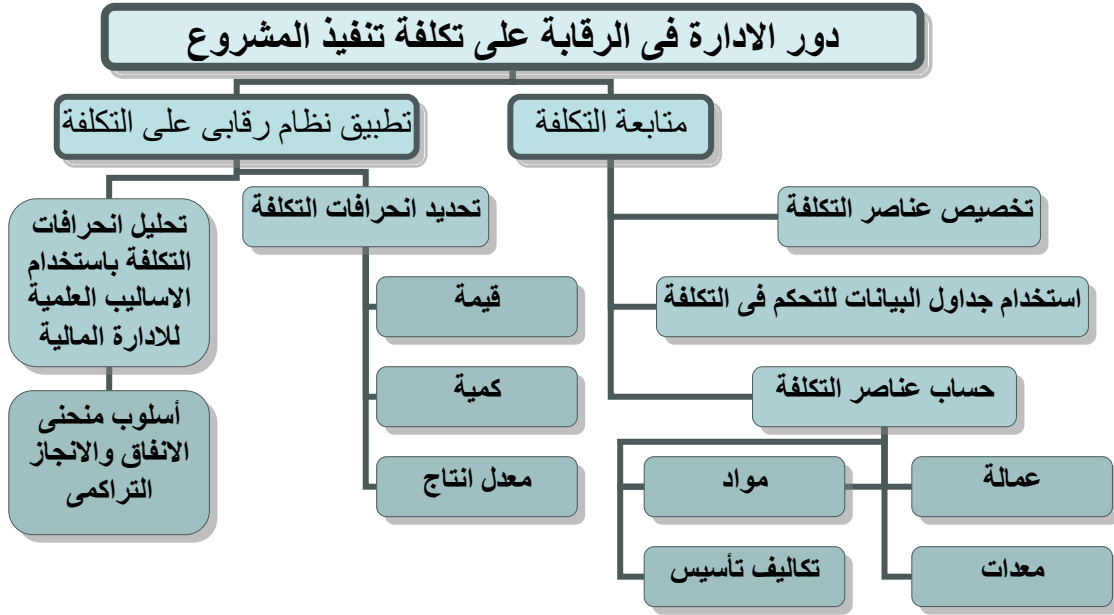 دور الادارة فى الرقابة على تكلفة تنفيذ المشروع
متابعة التكلفة
تطبيق نظام رقابى على التكلفة
تخصيص عناصر التكلفة
استخدام جداول البيانات للتحكم فى التكلفة
حساب عناصر التكلفة
عمالة
مواد
معدات
تكاليف تأسيس
تحديد انحرافات التكلفة
قيمة
كمية
معدل انتاج
تحليل انحرافات
التكلفة باستخدام
الاساليب العلمية
للادارة المالية
أسلوب منحنى
الانفاق والانجاز
التراكمى